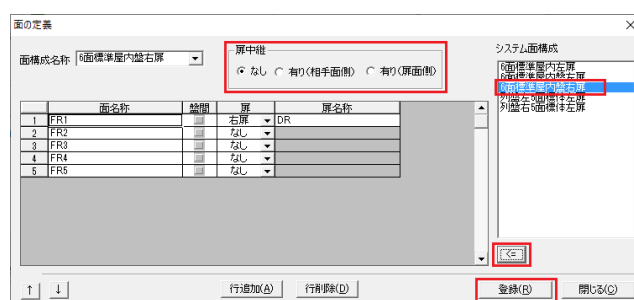 面の定義
面構成名称 6面標準屋内盤右扉
扉中継
なし 有り(相手面側) 有り(扉面側)
システム面構成
6面標準屋内左扉
6面標準屋内盤左扉
6面標準屋内盤右扉
列盤左5面標体左扉
列盤右5面標体左扉
面名称 盤間 扉 扉名称
1 FR1 右扉 DR
2 FR2 なし
3 FR3 なし
4 FR4 なし
5 FR5 なし
<=
↑ ↓ 行追加(A) 行削除(D) 登録(R) 閉じる(C)